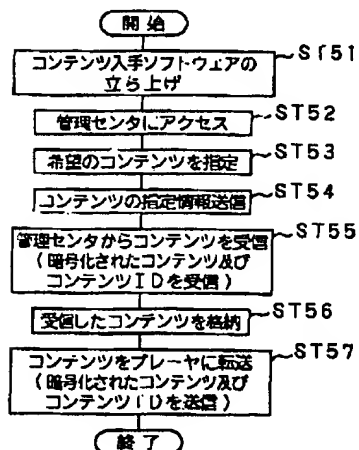 開始
コンテンツ入手ソフトウェアの
立ち上げ
ST51
管理センタにアクセス
ST52
希望のコンテンツを指定
ST53
コンテンツの指定情報送信
ST54
管理センタからコンテンツを受信
(暗号化されたコンテンツ及び
コンテンツIDを受信)
ST55
受信したコンテンツを格納
ST56
コンテンツをプレーヤに転送
(暗号化されたコンテンツ及び
コンテンツIDを送信)
ST57
終了